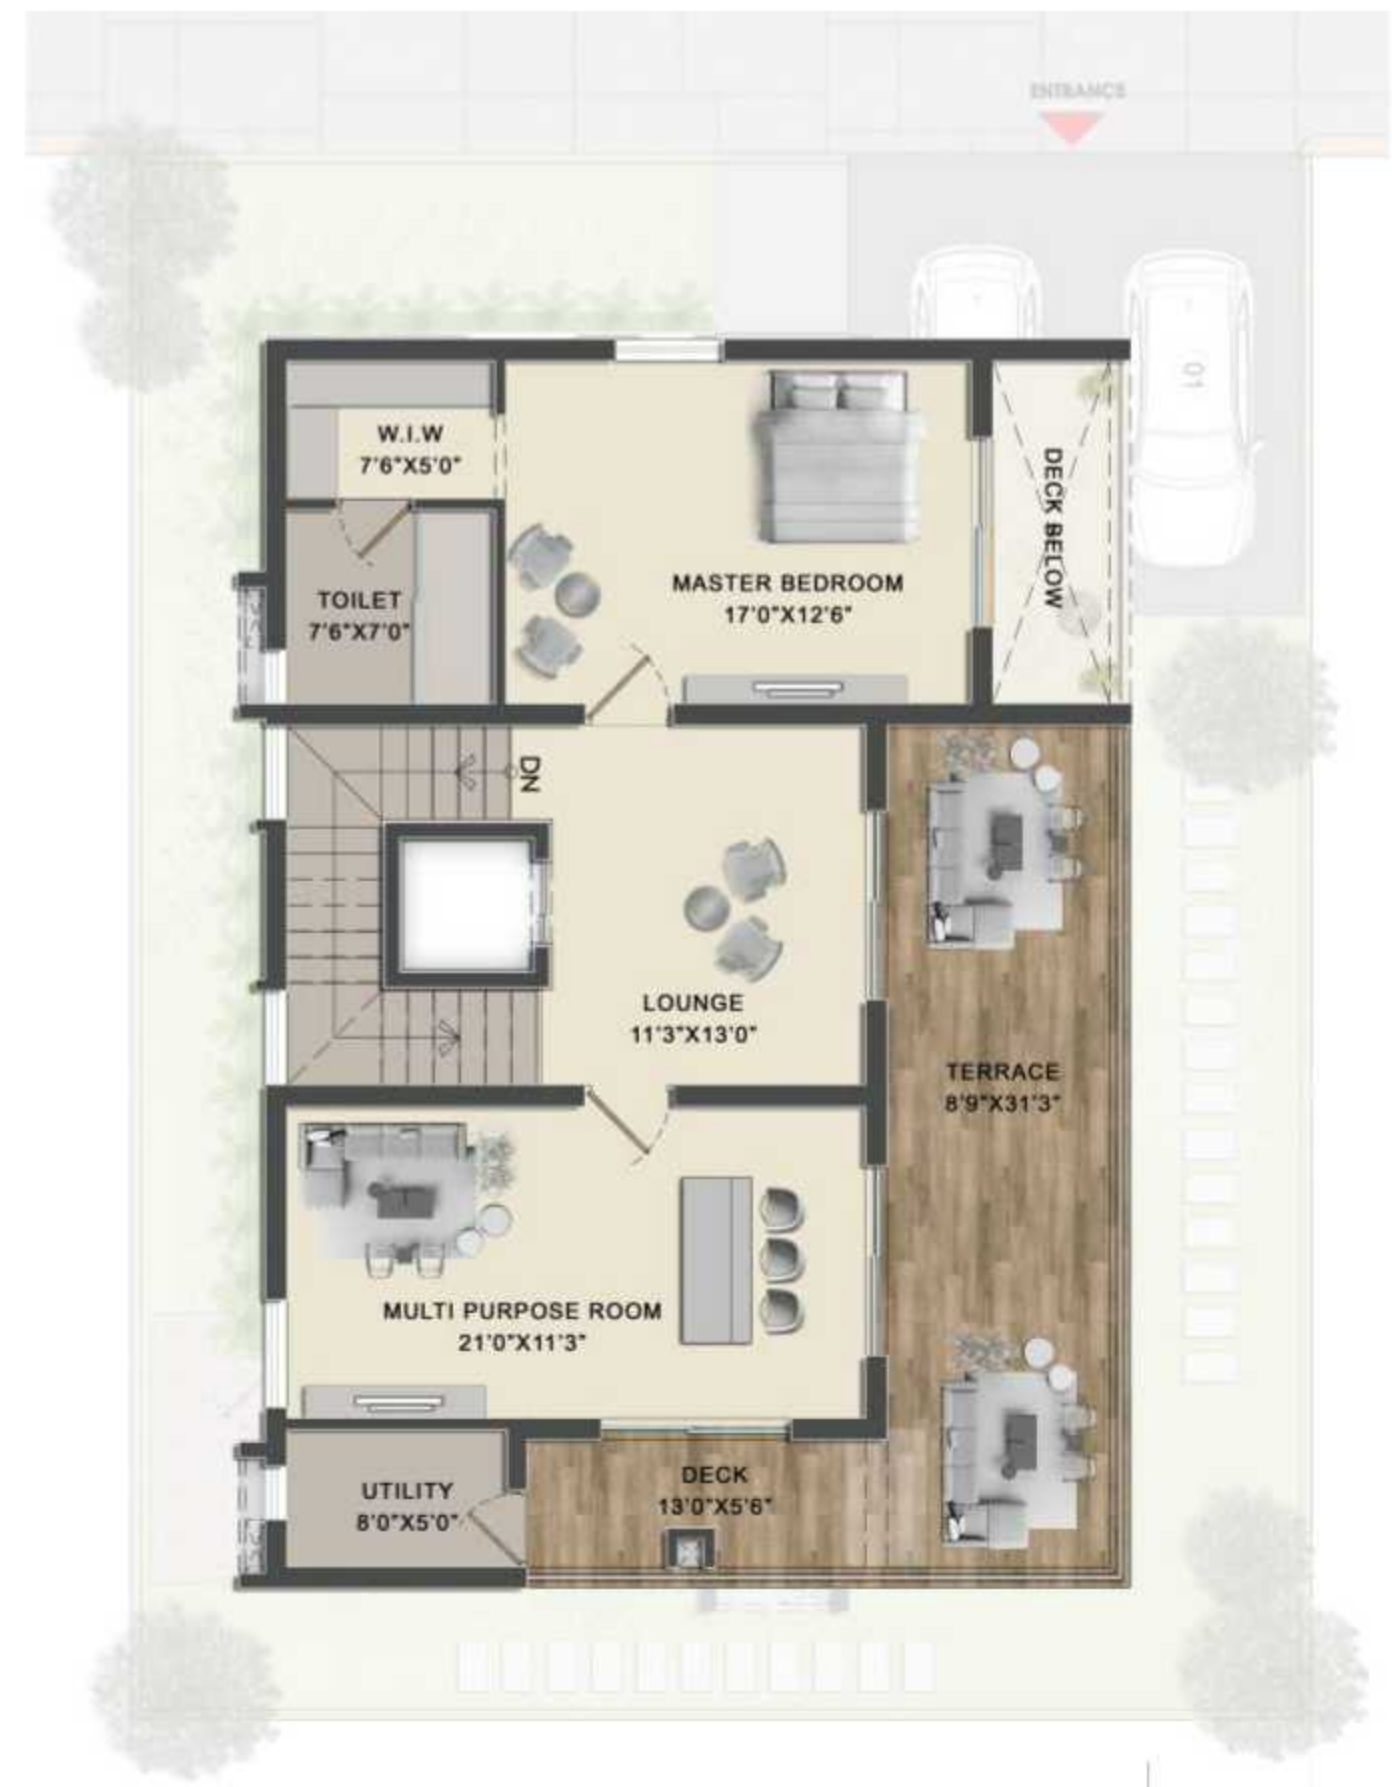 ENTRANCE
01
W.I.W
7'6"X5'0"
DECK BELOW
MASTER BEDROOM
17'0"X12'6"
TOILET
7'6"X7'0"
DN
LOUNGE
11'3"X13'0"
TERRACE
8'9"X31'3"
MULTI PURPOSE ROOM
21'0"X11'3"
UTILITY
8'0"X5'0"
DECK
13'0"X5'6"